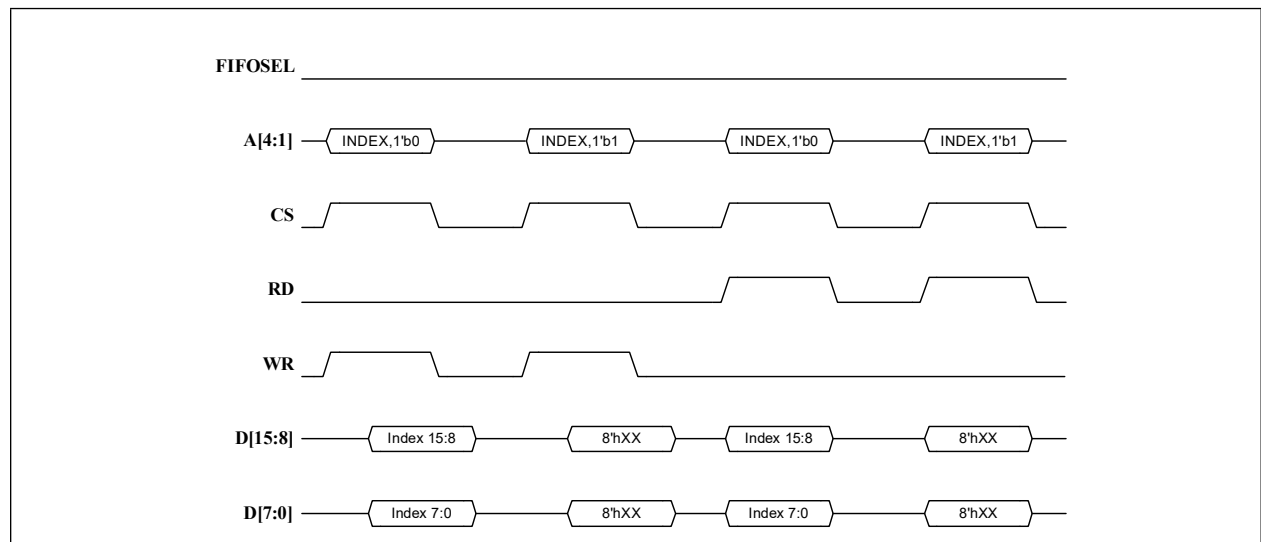 FIFOSEL
A[4:1] INDEX,1'b0 INDEX,1'b1 INDEX,1'b0 INDEX,1'b1
CS
RD
WR
D[15:8] Index 15:8 8'hXX Index 15:8 8'hXX
D[7:0] Index 7:0 8'hXX Index 7:0 8'hXX